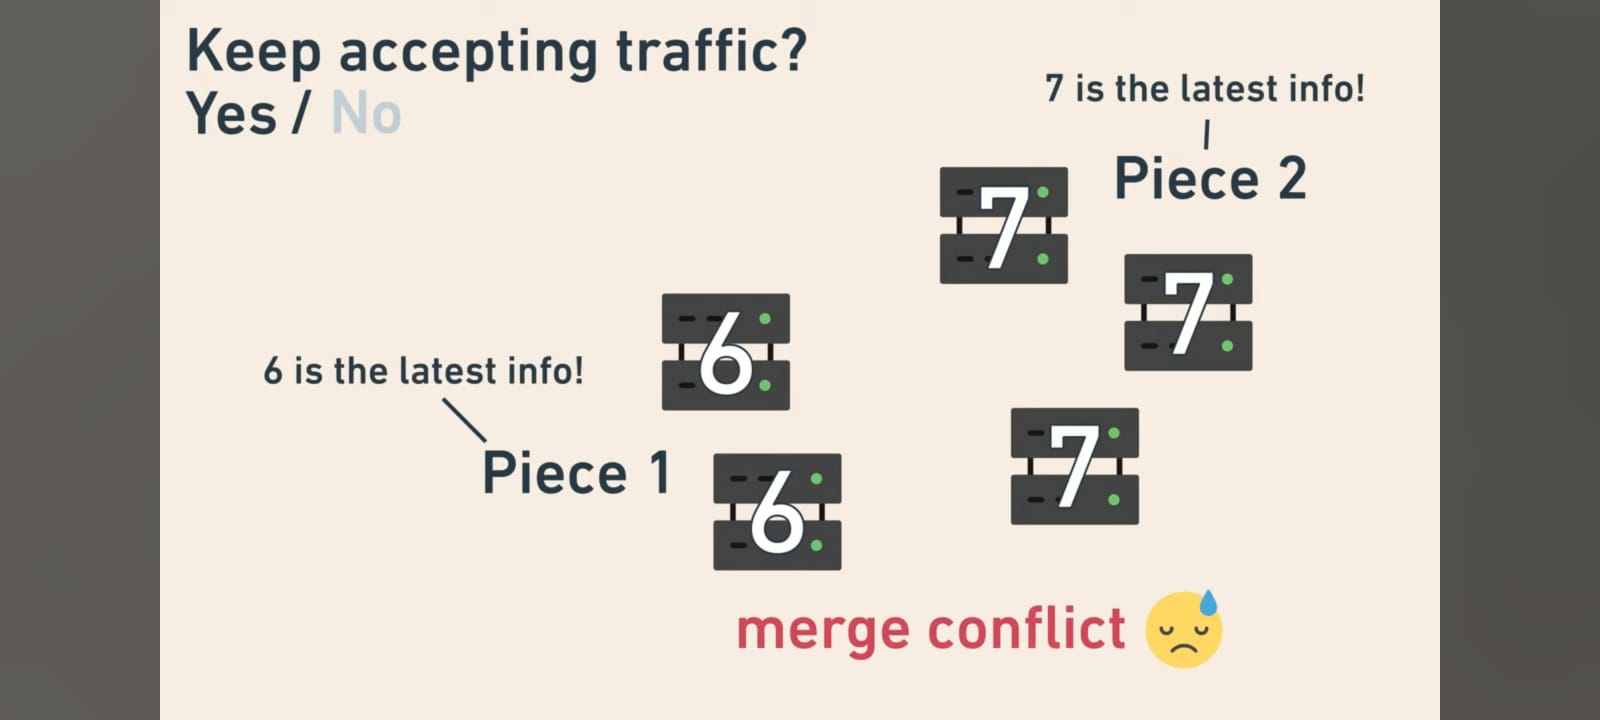 Keep accepting traffic?
Yes / No
7 is the latest info!
Piece 2
7
7
6
6 is the latest info!
Piece 1
7
6
merge conflict